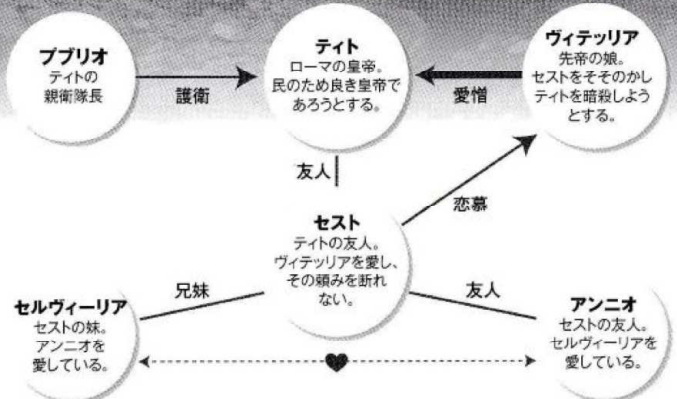 ププリオ
ティトの
親衛隊長
護衛
ティト
ローマの皇帝。
民のため良き皇帝で
あろうとする。
愛憎
ヴィテッリア
先帝の娘。
セストをそそのかし
ティトを暗殺しよう
とする。
友人
恋慕
セスト
ティトの友人。
ヴィテッリアを愛し、
その頼みを断れ
ない。
兄妹
友人
セルヴィーリア
セストの妹。
アンニオを
愛している。
アンニオ
セストの友人。
セルヴィーリアを
愛している。